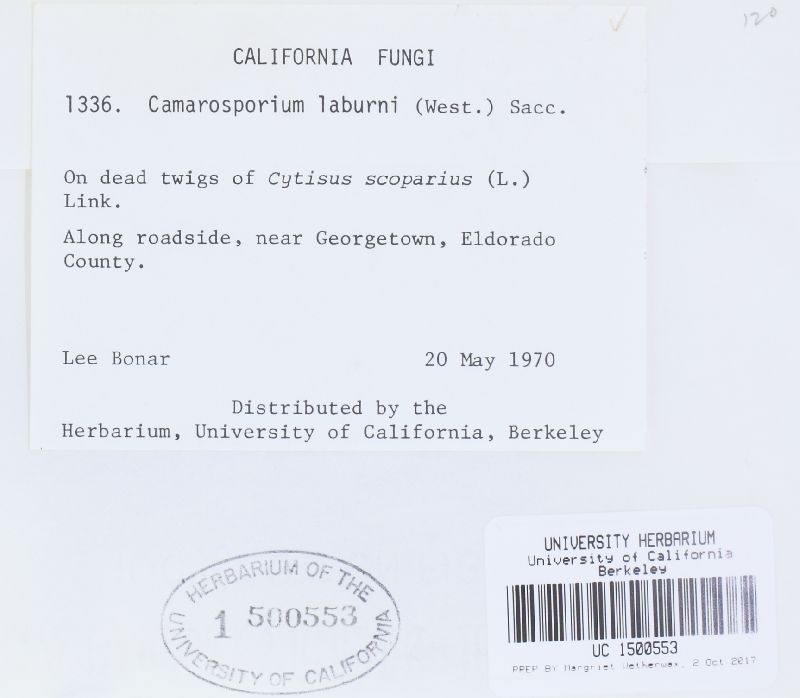 120
CALIFORNIA FUNGI
1336. Camarosporium laburni (West.) Sacc.
On dead twigs of Cytisus scoparius (L.)
Link.
Along roadside, near Georgetown, Eldorado
County.
Lee Bonar 20 May 1970
Distributed by the
Herbarium, University of California, Berkeley
HERBARIUM OF THE
1 500553
UNIVERSITY OF CALIFORNIA
UNIVERSITY HERBARIUM
University of California
Berkeley
UC 1500553
PREP BY Margriet Wetherwax, 2 Oct 2017